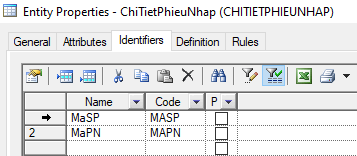 Entity Properties - ChiTietPhieuNhap (CHITIETPHIEUNHAP)
General Attributes Identifiers Definition Rules
Name Code P
MaSP MASP
2 MaPN MAPN